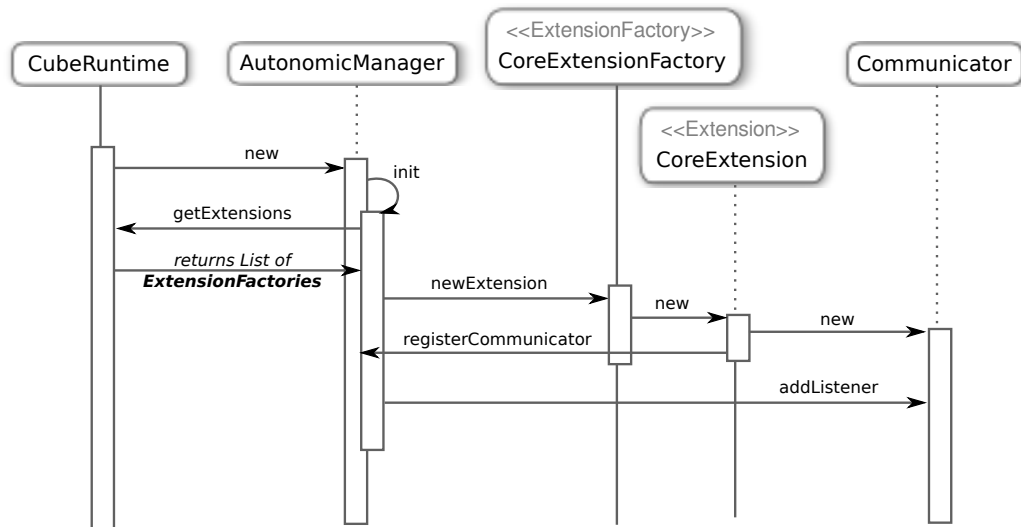 <<ExtensionFactory>>
CoreExtensionFactory
CubeRuntime
AutonomicManager
Communicator
<<Extension>>
CoreExtension
new
init
getExtensions
returns List of
ExtensionFactories
newExtension
new
new
registerCommunicator
addListener